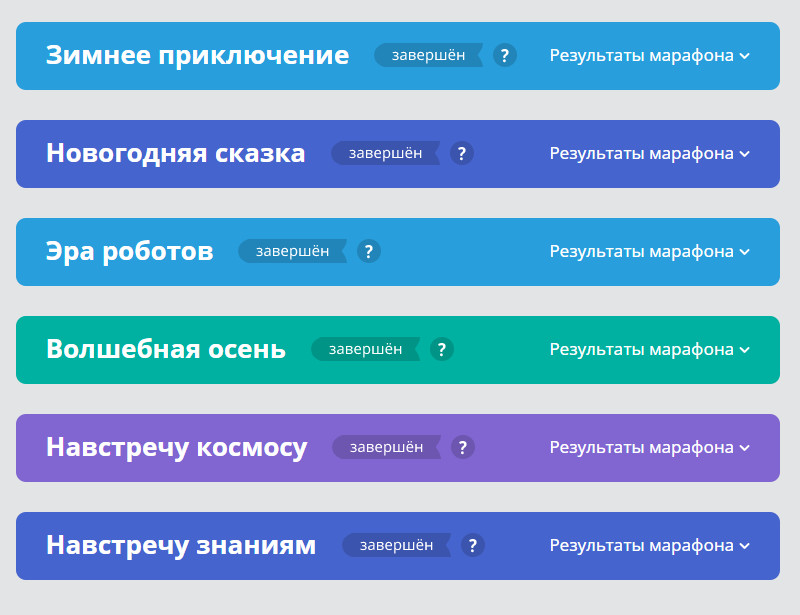 Зимнее приключение завершён ? Результаты марафона
Новогодняя сказка завершён ? Результаты марафона
Эра роботов завершён ? Результаты марафона
Волшебная осень завершён ? Результаты марафона
Навстречу космосу завершён ? Результаты марафона
Навстречу знаниям завершён ? Результаты марафона